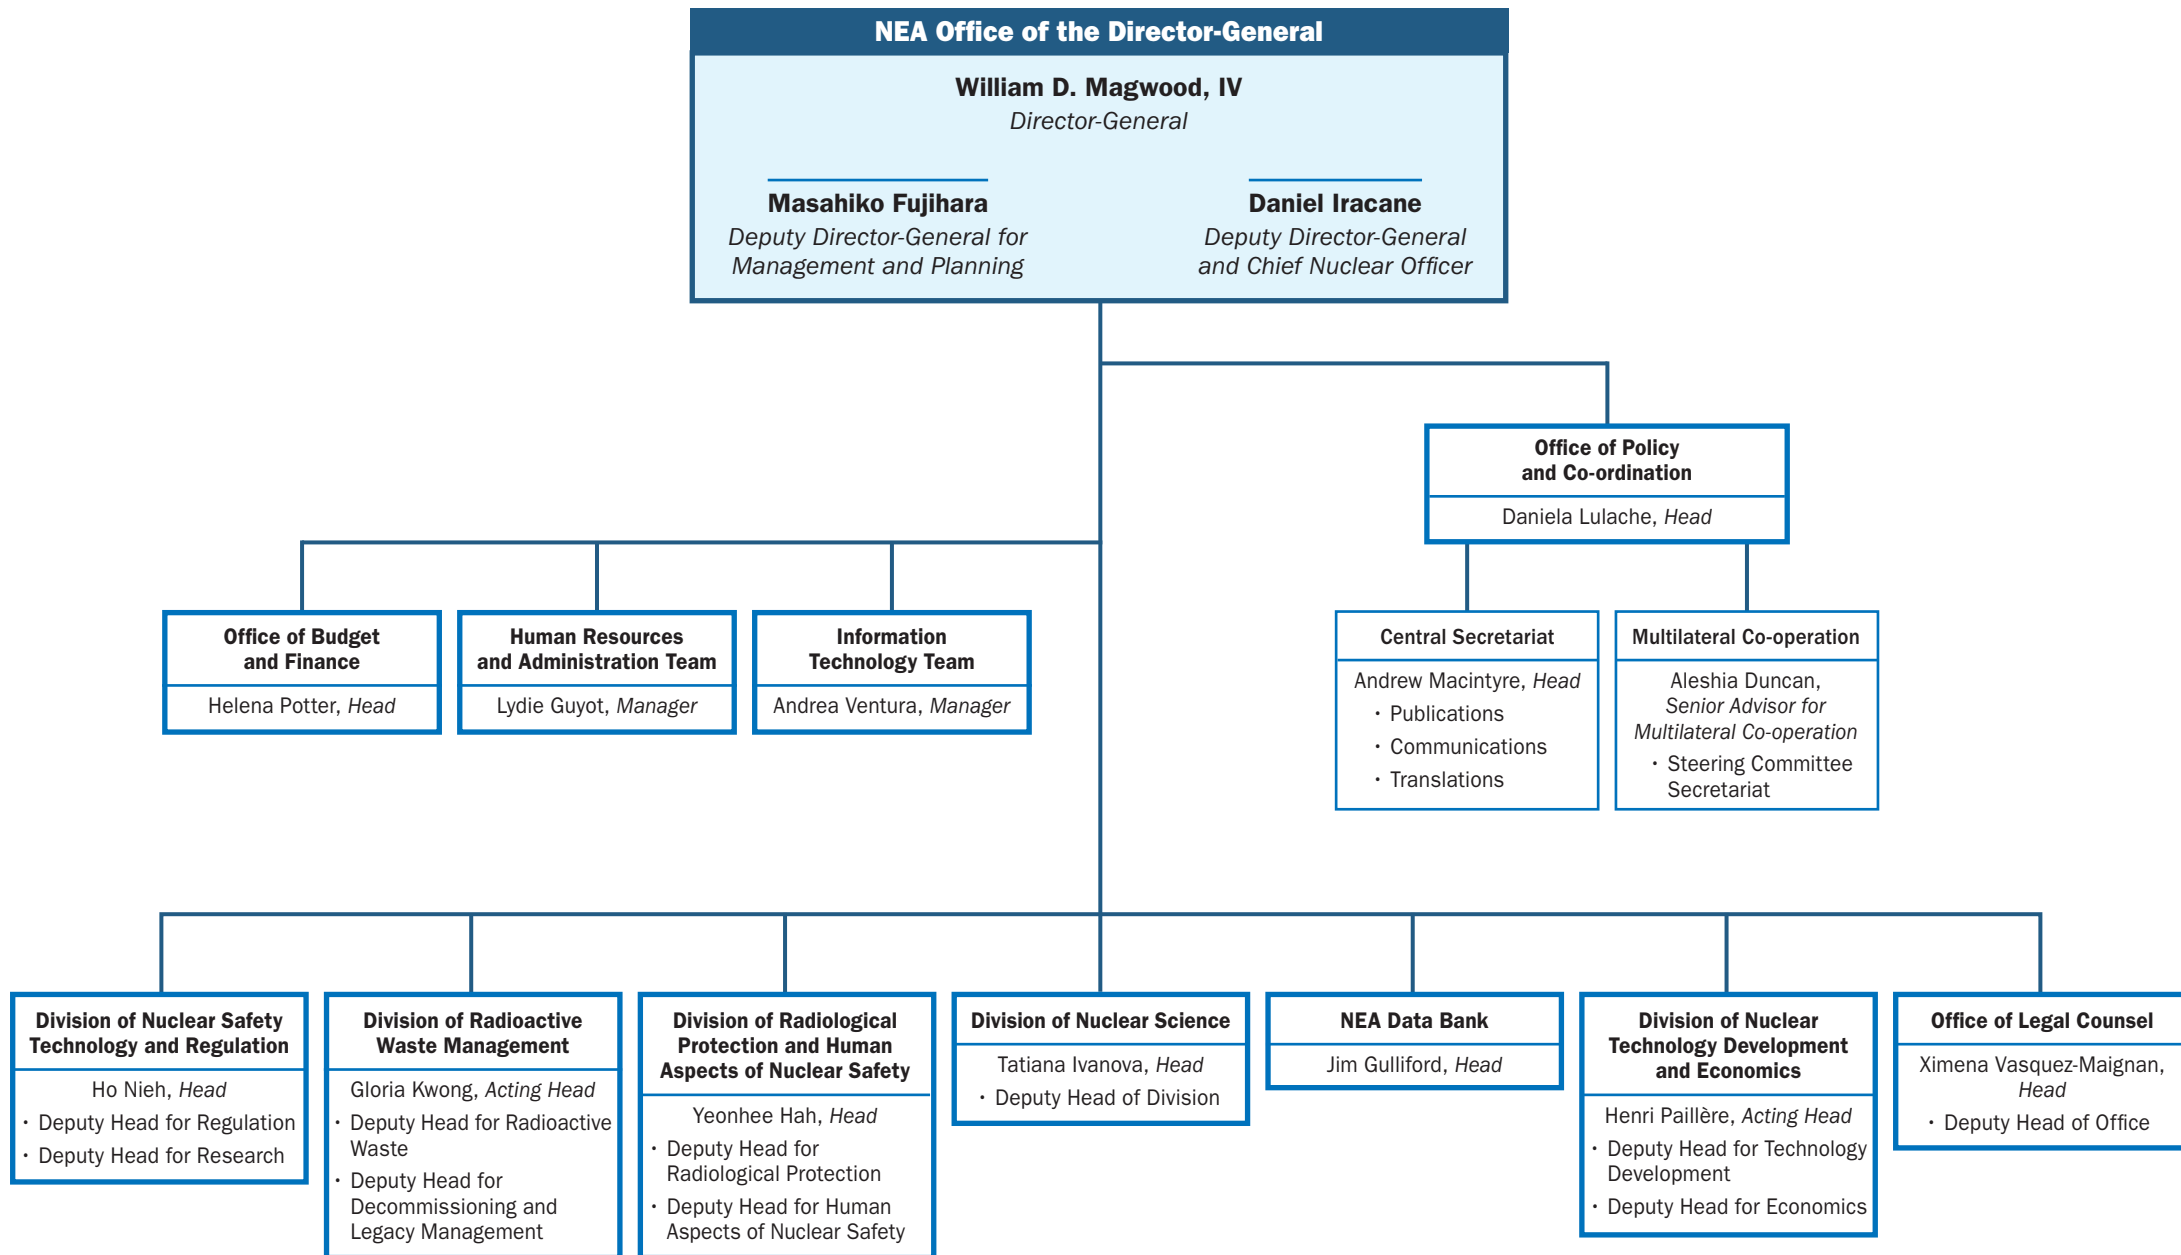 NEA Office of the Director-General
William D. Magwood, IV
Director-General
Masahiko Fujihara
Deputy Director-General for
Management and Planning
Daniel Iracane
Deputy Director-General
and Chief Nuclear Officer
Office of Policy
and Co-ordination
Daniela Lulache, Head
Office of Budget
and Finance
Helena Potter, Head
Human Resources
and Administration Team
Lydie Guyot, Manager
Information
Technology Team
Andrea Ventura, Manager
Central Secretariat
Andrew Macintyre, Head
· Publications
· Communications
· Translations
Multilateral Co-operation
Aleshia Duncan,
Senior Advisor for
Multilateral Co-operation
· Steering Committee
Secretariat
Division of Nuclear Safety
Technology and Regulation
Ho Nieh, Head
· Deputy Head for Regulation
· Deputy Head for Research
Division of Radioactive
Waste Management
Gloria Kwong, Acting Head
· Deputy Head for Radioactive
Waste
· Deputy Head for
Decommissioning and
Legacy Management
Division of Radiological
Protection and Human
Aspects of Nuclear Safety
Yeonhee Hah, Head
· Deputy Head for
Radiological Protection
· Deputy Head for Human
Aspects of Nuclear Safety
Division of Nuclear Science
Tatiana Ivanova, Head
· Deputy Head of Division
NEA Data Bank
Jim Gulliford, Head
Division of Nuclear
Technology Development
and Economics
Henri Paillère, Acting Head
· Deputy Head for Technology
Development
· Deputy Head for Economics
Office of Legal Counsel
Ximena Vasquez-Maignan,
Head
· Deputy Head of Office